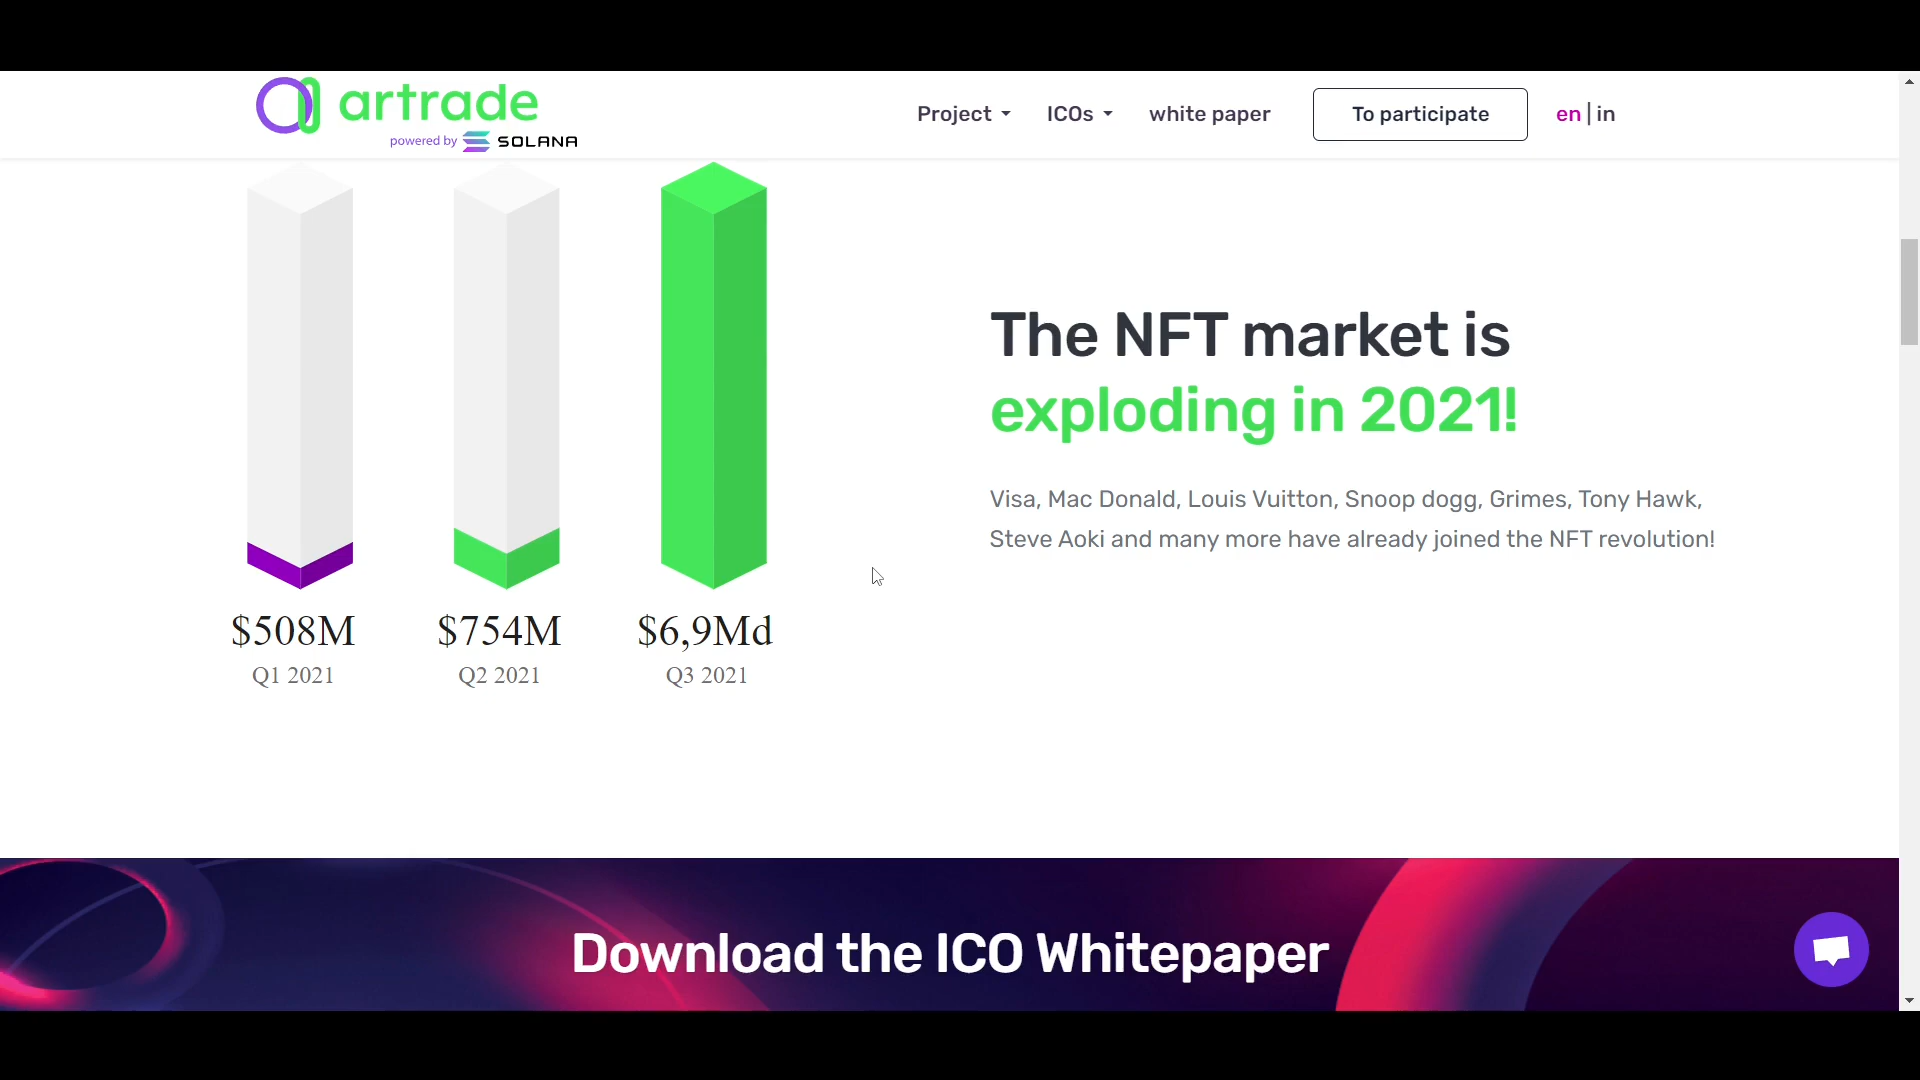 artrade
powered by SOLANA
Project ICOs white paper To participate en | in
The NFT market is
exploding in 2021!
Visa, Mac Donald, Louis Vuitton, Snoop dogg, Grimes, Tony Hawk,
Steve Aoki and many more have already joined the NFT revolution!
$508M $754M $6,9Md
Q1 2021 Q2 2021 Q3 2021
Download the ICO Whitepaper